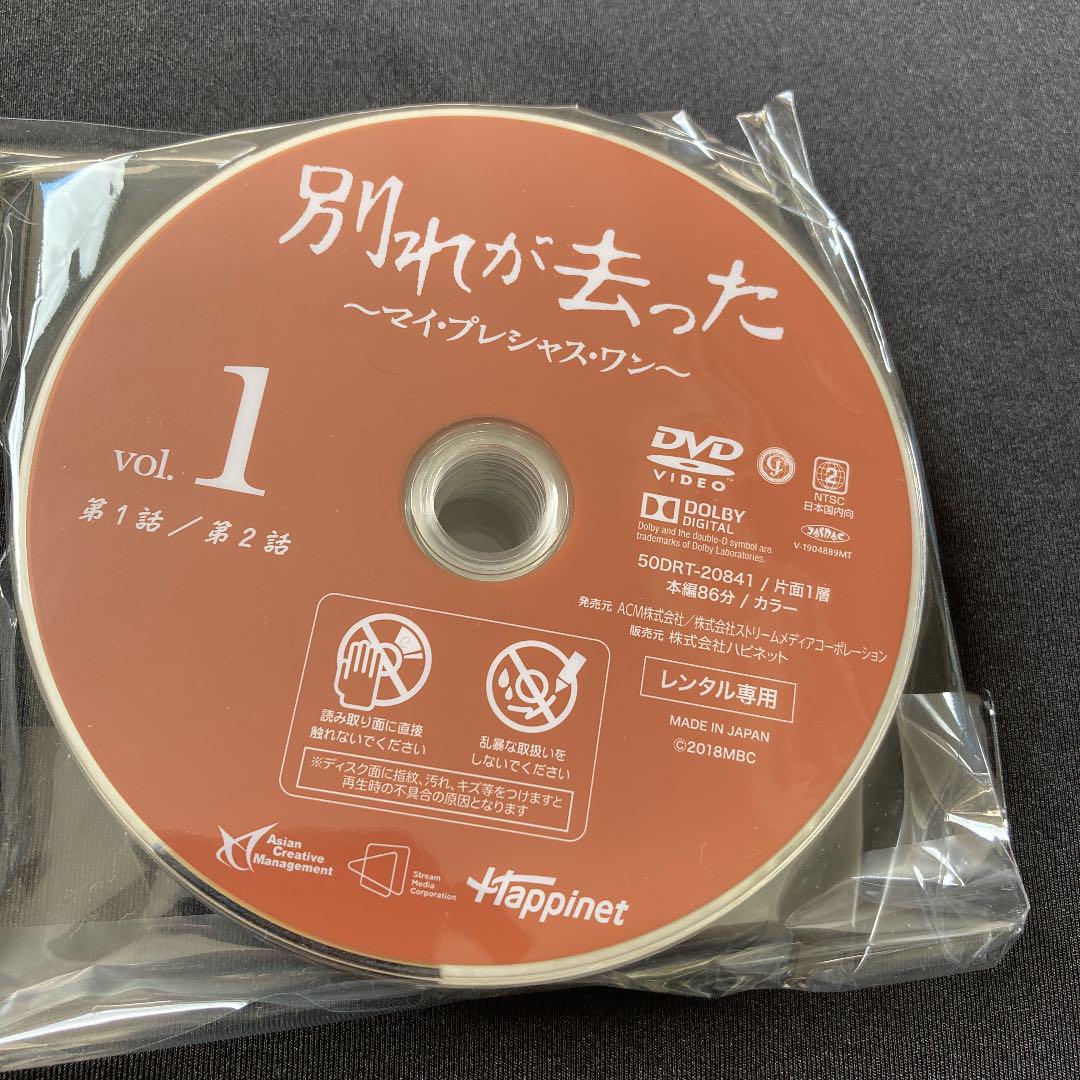 別れが去った
～マイ・プレシャス・ワン～
vol. 1
第1話／第2話
DVD
VIDEO™
2
NTSC
日本国内向
DOLBY
DIGITAL
Dolby and the double-D symbol are
trademarks of Dolby Laboratories.
JASRAC
V-1904889MT
50DRT-20841 / 片面1層
本編86分 / カラー
発売元 ACM株式会社／株式会社ストリームメディアコーポレーション
販売元 株式会社ハピネット
レンタル専用
MADE IN JAPAN
©2018MBC
読み取り面に直接
触れないでください
乱暴な取扱いを
しないでください
※ディスク面に指紋、汚れ、キズ等をつけますと
再生時の不具合の原因となります
Asian
Creative
Management
Stream
Media
Corporation
Happinet